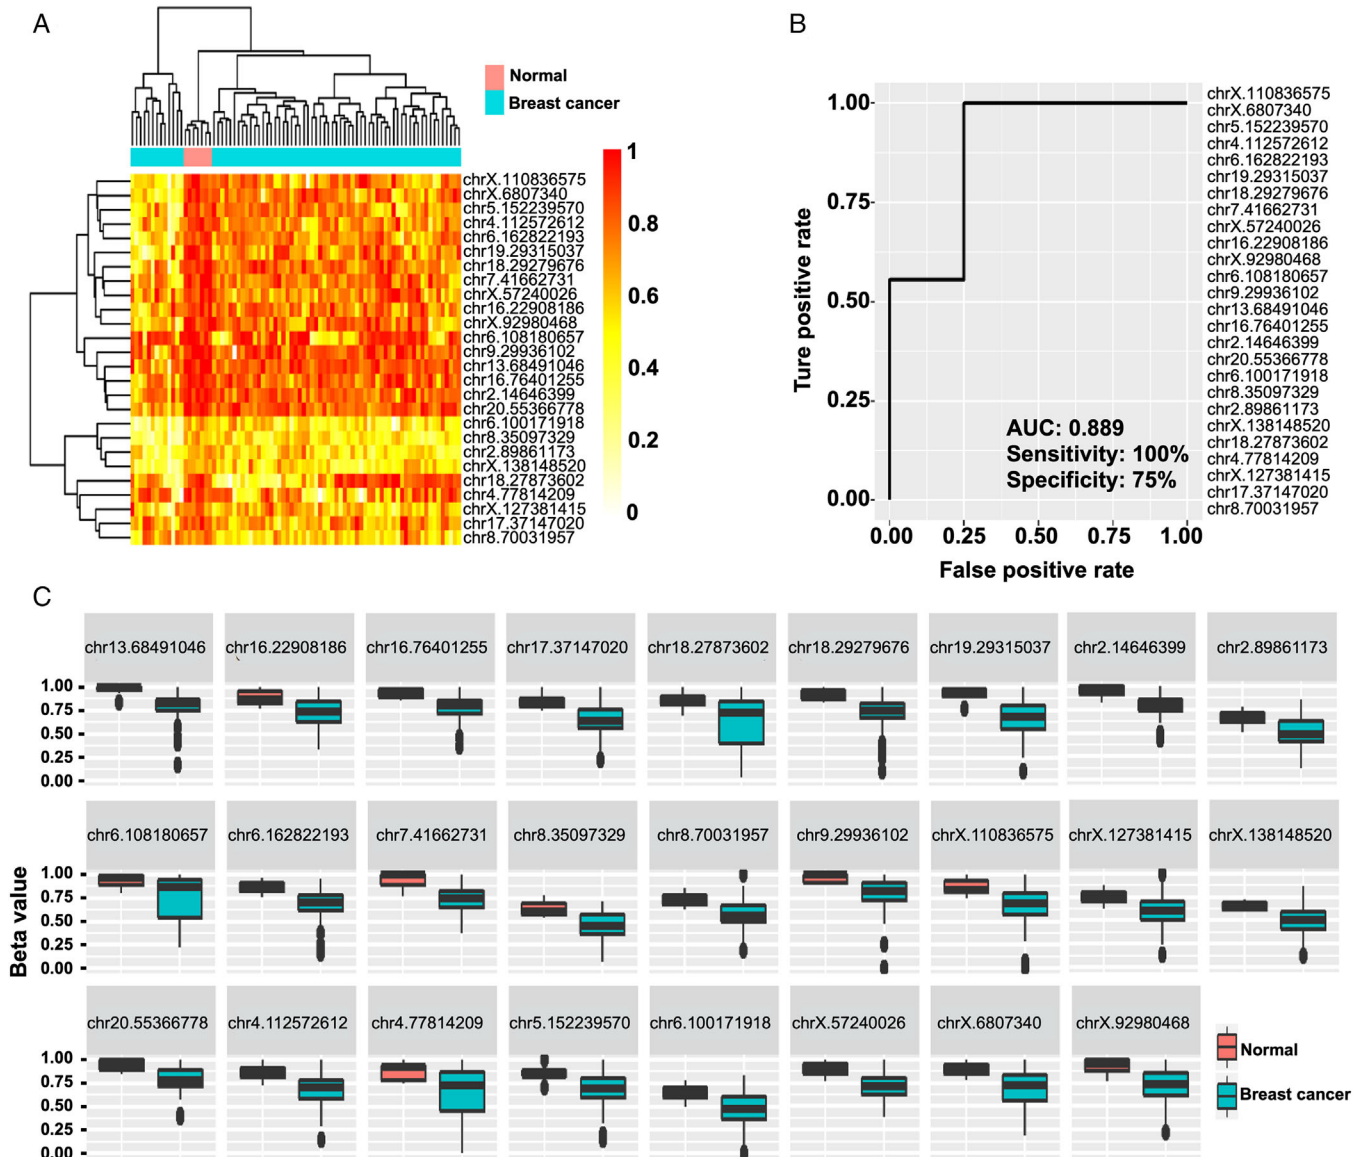 A
Normal
Breast cancer
chrX.110836575
chrX.6807340
chr5.152239570
chr4.112572612
chr6.162822193
chr19.29315037
chr18.29279676
chr7.41662731
chrX.57240026
chr16.22908186
chrX.92980468
chr6.108180657
chr9.29936102
chr13.68491046
chr16.76401255
chr2.14646399
chr20.55366778
chr6.100171918
chr8.35097329
chr2.89861173
chrX.138148520
chr18.27873602
chr4.77814209
chrX.127381415
chr17.37147020
chr8.70031957
1
0.8
0.6
0.4
0.2
0
B
Ture positive rate
1.00
0.75
0.50
0.25
0.00
AUC: 0.889
Sensitivity: 100%
Specificity: 75%
0.00 0.25 0.50 0.75 1.00
False positive rate
chrX.110836575
chrX.6807340
chr5.152239570
chr4.112572612
chr6.162822193
chr19.29315037
chr18.29279676
chr7.41662731
chrX.57240026
chr16.22908186
chrX.92980468
chr6.108180657
chr9.29936102
chr13.68491046
chr16.76401255
chr2.14646399
chr20.55366778
chr6.100171918
chr8.35097329
chr2.89861173
chrX.138148520
chr18.27873602
chr4.77814209
chrX.127381415
chr17.37147020
chr8.70031957
C
Beta value
chr13.68491046 chr16.22908186 chr16.76401255 chr17.37147020 chr18.27873602 chr18.29279676 chr19.29315037 chr2.14646399 chr2.89861173
1.00
0.75
0.50
0.25
0.00
chr6.108180657 chr6.162822193 chr7.41662731 chr8.35097329 chr8.70031957 chr9.29936102 chrX.110836575 chrX.127381415 chrX.138148520
1.00
0.75
0.50
0.25
0.00
chr20.55366778 chr4.112572612 chr4.77814209 chr5.152239570 chr6.100171918 chrX.57240026 chrX.6807340 chrX.92980468
1.00
0.75
0.50
0.25
0.00
Normal
Breast cancer